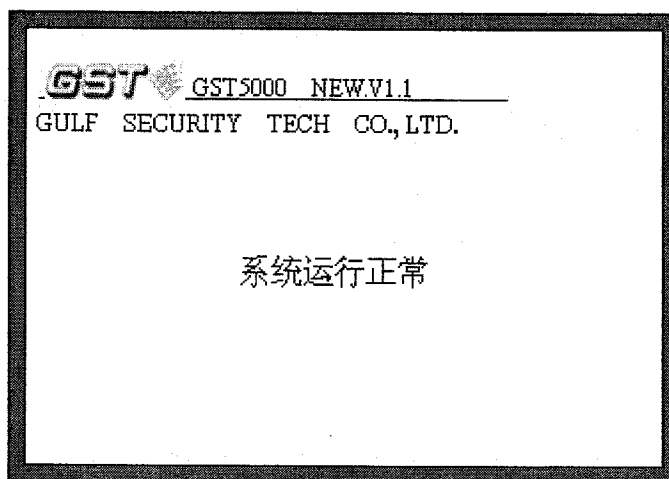 GST GST5000 NEW.V1.1
GULF SECURITY TECH CO., LTD.
系统运行正常